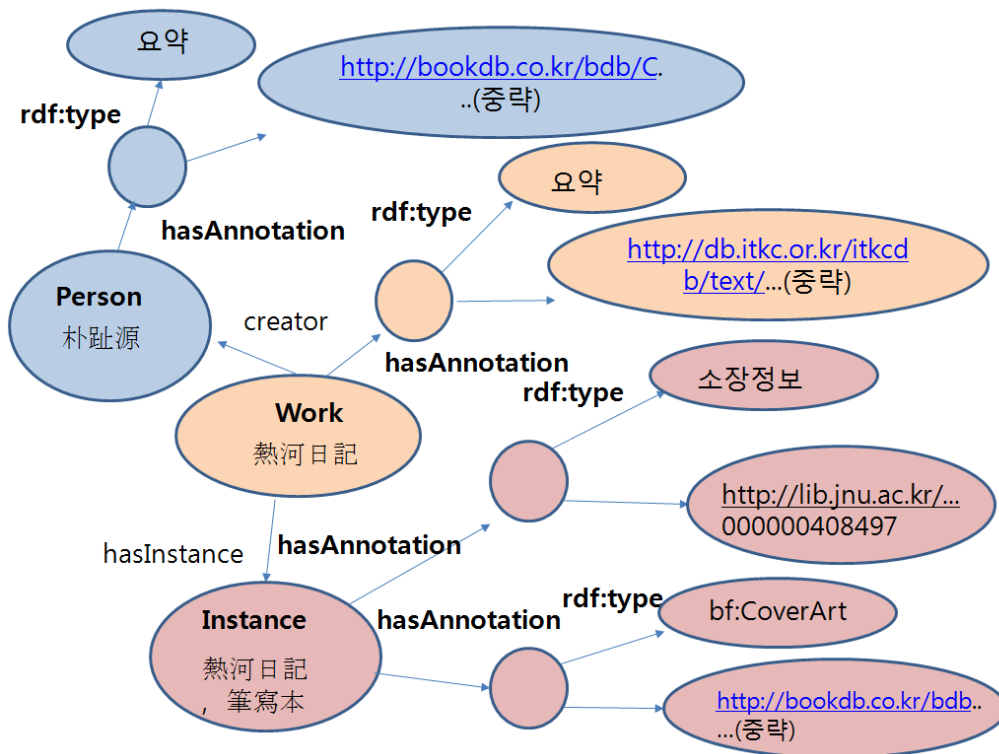 요약
http://bookdb.co.kr/bdb/C.
..(중략)
rdf:type
hasAnnotation
요약
rdf:type
http://db.itkc.or.kr/itkcd
b/text/...(중략)
Person
朴趾源
creator
hasAnnotation
rdf:type
소장정보
Work
熱河日記
http://lib.jnu.ac.kr/...
000000408497
hasInstance
hasAnnotation
rdf:type
bf:CoverArt
Instance
熱河日記
, 筆寫本
hasAnnotation
http://bookdb.co.kr/bdb..
...(중략)